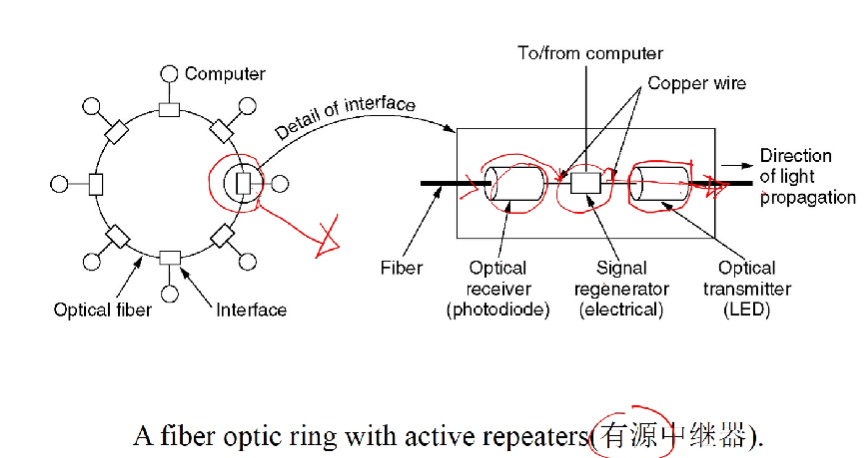 To/from computer
Computer
Copper wire
Detail of interface
Direction
of light
propagation
Fiber
Optical
receiver
(photodiode)
Signal
regenerator
(electrical)
Optical
transmitter
(LED)
Optical fiber
Interface
A fiber optic ring with active repeaters(有源中继器).